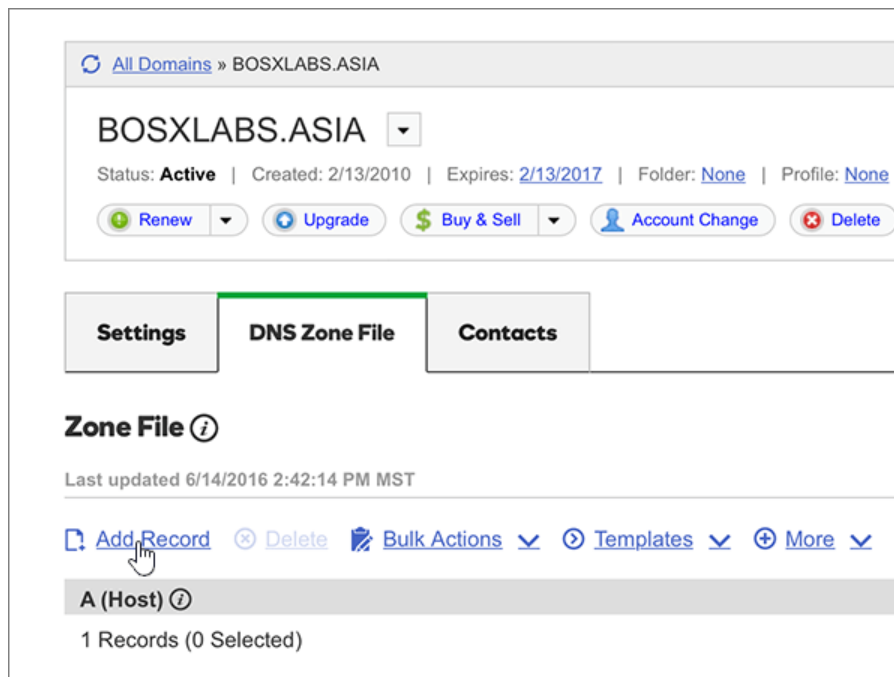 All Domains » BOSXLABS.ASIA
BOSXLABS.ASIA
Status: Active | Created: 2/13/2010 | Expires: 2/13/2017 | Folder: None | Profile: None
Renew Upgrade Buy & Sell Account Change Delete
Settings DNS Zone File Contacts
Zone File
Last updated 6/14/2016 2:42:14 PM MST
Add Record Delete Bulk Actions Templates More
A (Host)
1 Records (0 Selected)